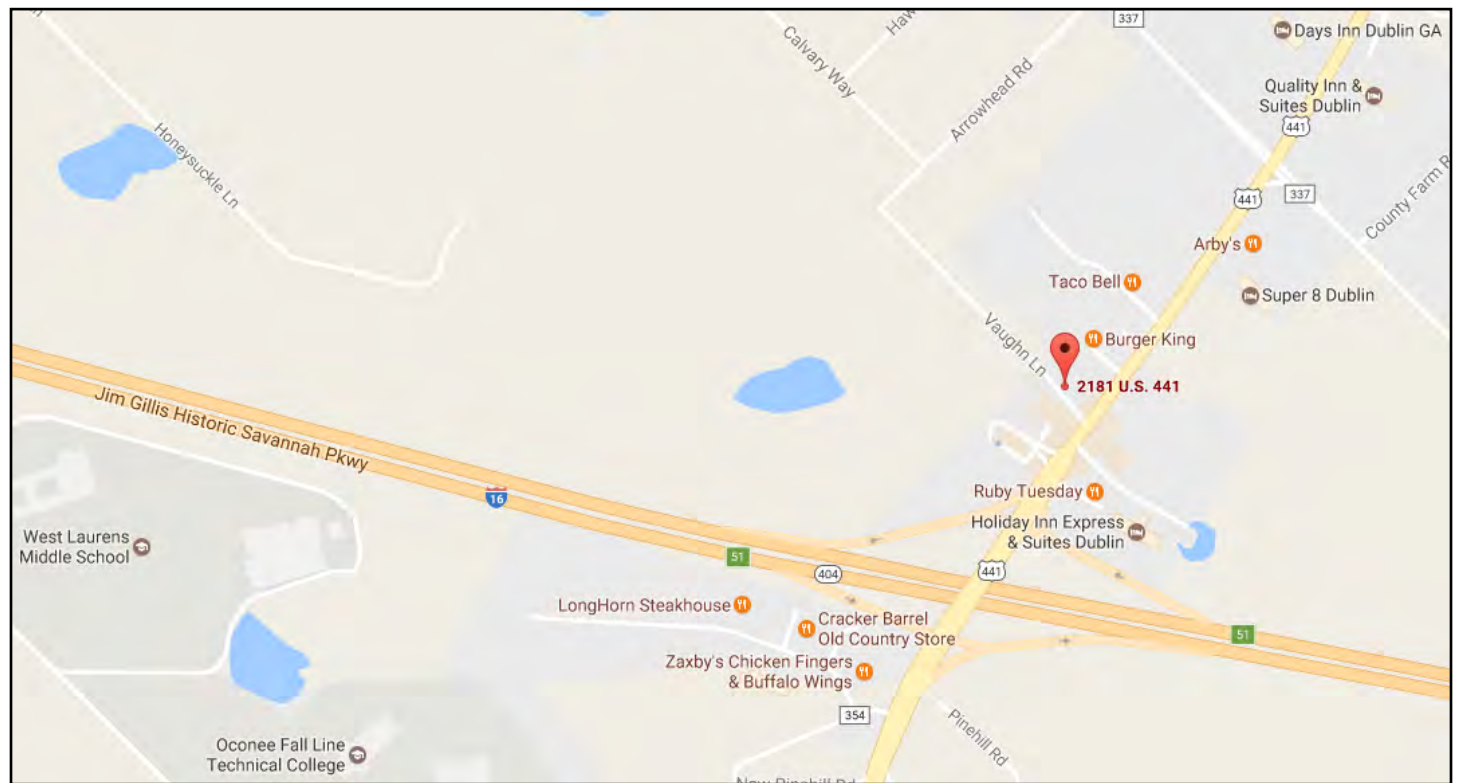 337
Days Inn Dublin GA
Calvary Way
Arrowhead Rd
Quality Inn &
Suites Dublin
441
Honeysuckle Ln
337
441
County Farm R
Arby's
Taco Bell
Super 8 Dublin
Vaughn Ln
Burger King
2181 U.S. 441
Jim Gillis Historic Savannah Pkwy
16
Ruby Tuesday
Holiday Inn Express
& Suites Dublin
West Laurens
Middle School
51
404
441
LongHorn Steakhouse
Cracker Barrel
Old Country Store
51
Zaxby's Chicken Fingers
& Buffalo Wings
354
Pinehill Rd
Oconee Fall Line
Technical College